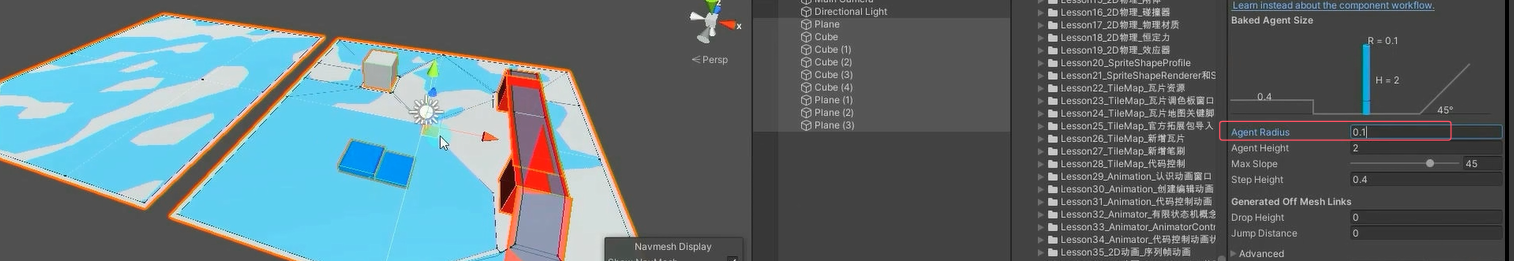 Persp
Navmesh Display
Directional Light
Plane
Cube
Cube (1)
Cube (2)
Cube (3)
Cube (4)
Plane (1)
Plane (2)
Plane (3)
Lesson16_2D物理_碰撞器
Lesson17_2D物理_物理材质
Lesson18_2D物理_恒定力
Lesson19_2D物理_效应器
Lesson20_SpriteShapeProfile
Lesson21_SpriteShapeRenderer和S
Lesson22_TileMap_瓦片资源
Lesson23_TileMap_瓦片调色板窗口
Lesson24_TileMap_瓦片地图关键脚
Lesson25_TileMap_官方拓展包导入
Lesson26_TileMap_新增瓦片
Lesson27_TileMap_新增笔刷
Lesson28_TileMap_代码控制
Lesson29_Animation_认识动画窗口
Lesson30_Animation_创建编辑动画
Lesson31_Animation_代码控制动画
Lesson32_Animator_有限状态机概念
Lesson33_Animator_AnimatorContr
Lesson34_Animator_代码控制动画状
Lesson35_2D动画_序列帧动画
Learn instead about the component workflow.
Baked Agent Size
R = 0.1
H = 2
0.4
45°
Agent Radius 0.1
Agent Height 2
Max Slope 45
Step Height 0.4
Generated Off Mesh Links
Drop Height 0
Jump Distance 0
Advanced